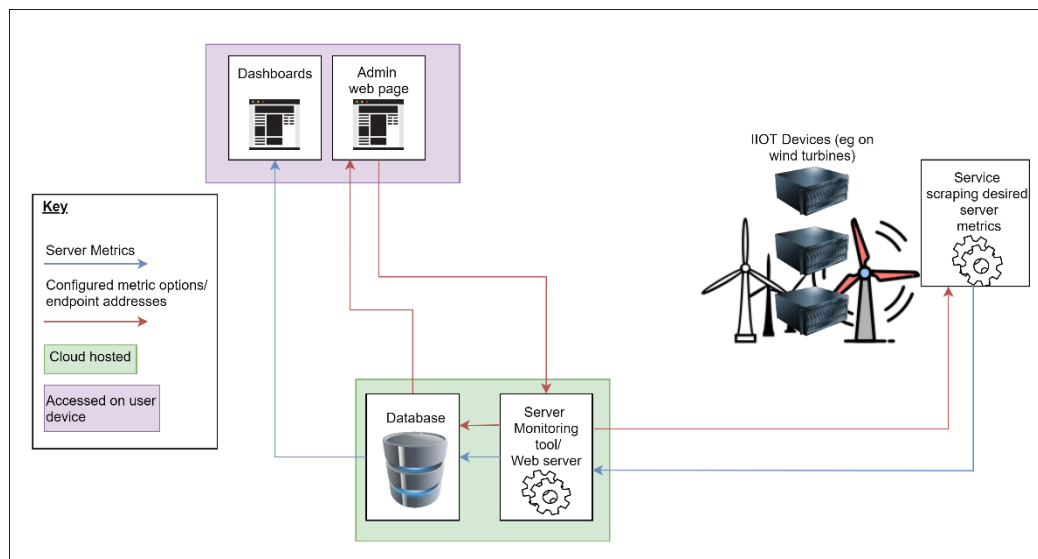 Dashboards
Admin
web page
IIOT Devices (eg on
wind turbines)
Service
scraping desired
server
metrics
Key
Server Metrics
Configured metric options/
endpoint addresses
Cloud hosted
Accessed on user
device
Database
Server
Monitoring
tool/
Web server